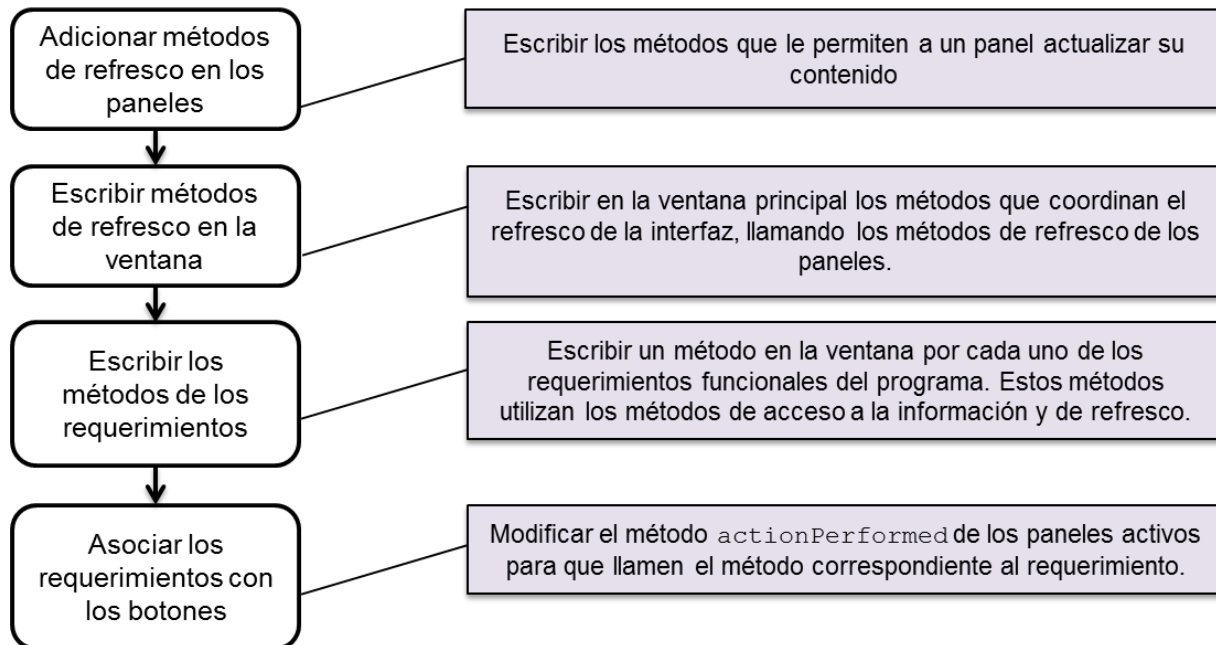 Adicionar métodos
de refresco en los
paneles
Escribir los métodos que le permiten a un panel actualizar su
contenido
Escribir métodos
de refresco en la
ventana
Escribir en la ventana principal los métodos que coordinan el
refresco de la interfaz, llamando los métodos de refresco de los
paneles.
Escribir los
métodos de los
requerimientos
Escribir un método en la ventana por cada uno de los
requerimientos funcionales del programa. Estos métodos
utilizan los métodos de acceso a la información y de refresco.
Asociar los
requerimientos con
los botones
Modificar el método actionPerformed de los paneles activos
para que llamen el método correspondiente al requerimiento.